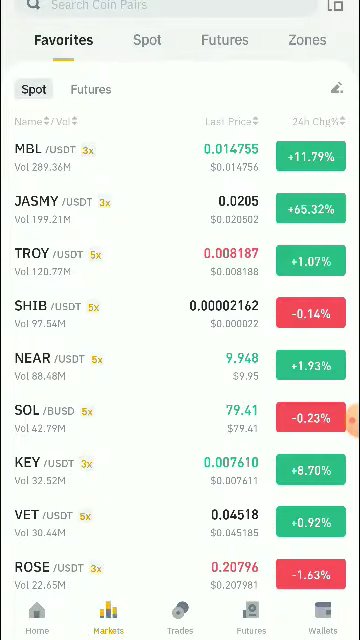 Search Coin Pairs
Favorites Spot Futures Zones
Spot Futures
Name / Vol Last Price 24h Chg%
MBL /USDT 3x 0.014755 +11.79%
Vol 289.36M $0.014756
JASMY /USDT 3x 0.0205 +65.32%
Vol 199.21M $0.020502
TROY /USDT 5x 0.008187 +1.07%
Vol 120.77M $0.008188
SHIB /USDT 5x 0.00002162 -0.14%
Vol 97.54M $0.000022
NEAR /USDT 5x 9.948 +1.93%
Vol 88.48M $9.95
SOL /BUSD 5x 79.41 -0.23%
Vol 42.79M $79.41
KEY /USDT 3x 0.007610 +8.70%
Vol 32.52M $0.007611
VET /USDT 5x 0.04518 +0.92%
Vol 30.44M $0.045185
ROSE /USDT 3x 0.20796 -1.63%
Vol 22.65M $0.207981
Home Markets Trades Futures Wallets